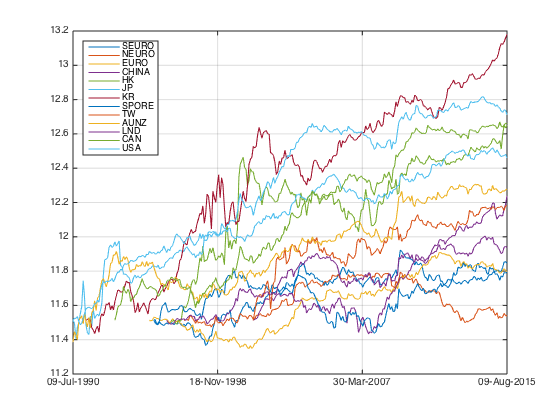 13.2
13
12.8
12.6
12.4
12.2
12
11.8
11.6
11.4
11.2
SEURO
NEURO
EURO
CHINA
HK
JP
KR
SPORE
TW
AUNZ
LND
CAN
USA
09-Jul-1990
18-Nov-1998
30-Mar-2007
09-Aug-2015